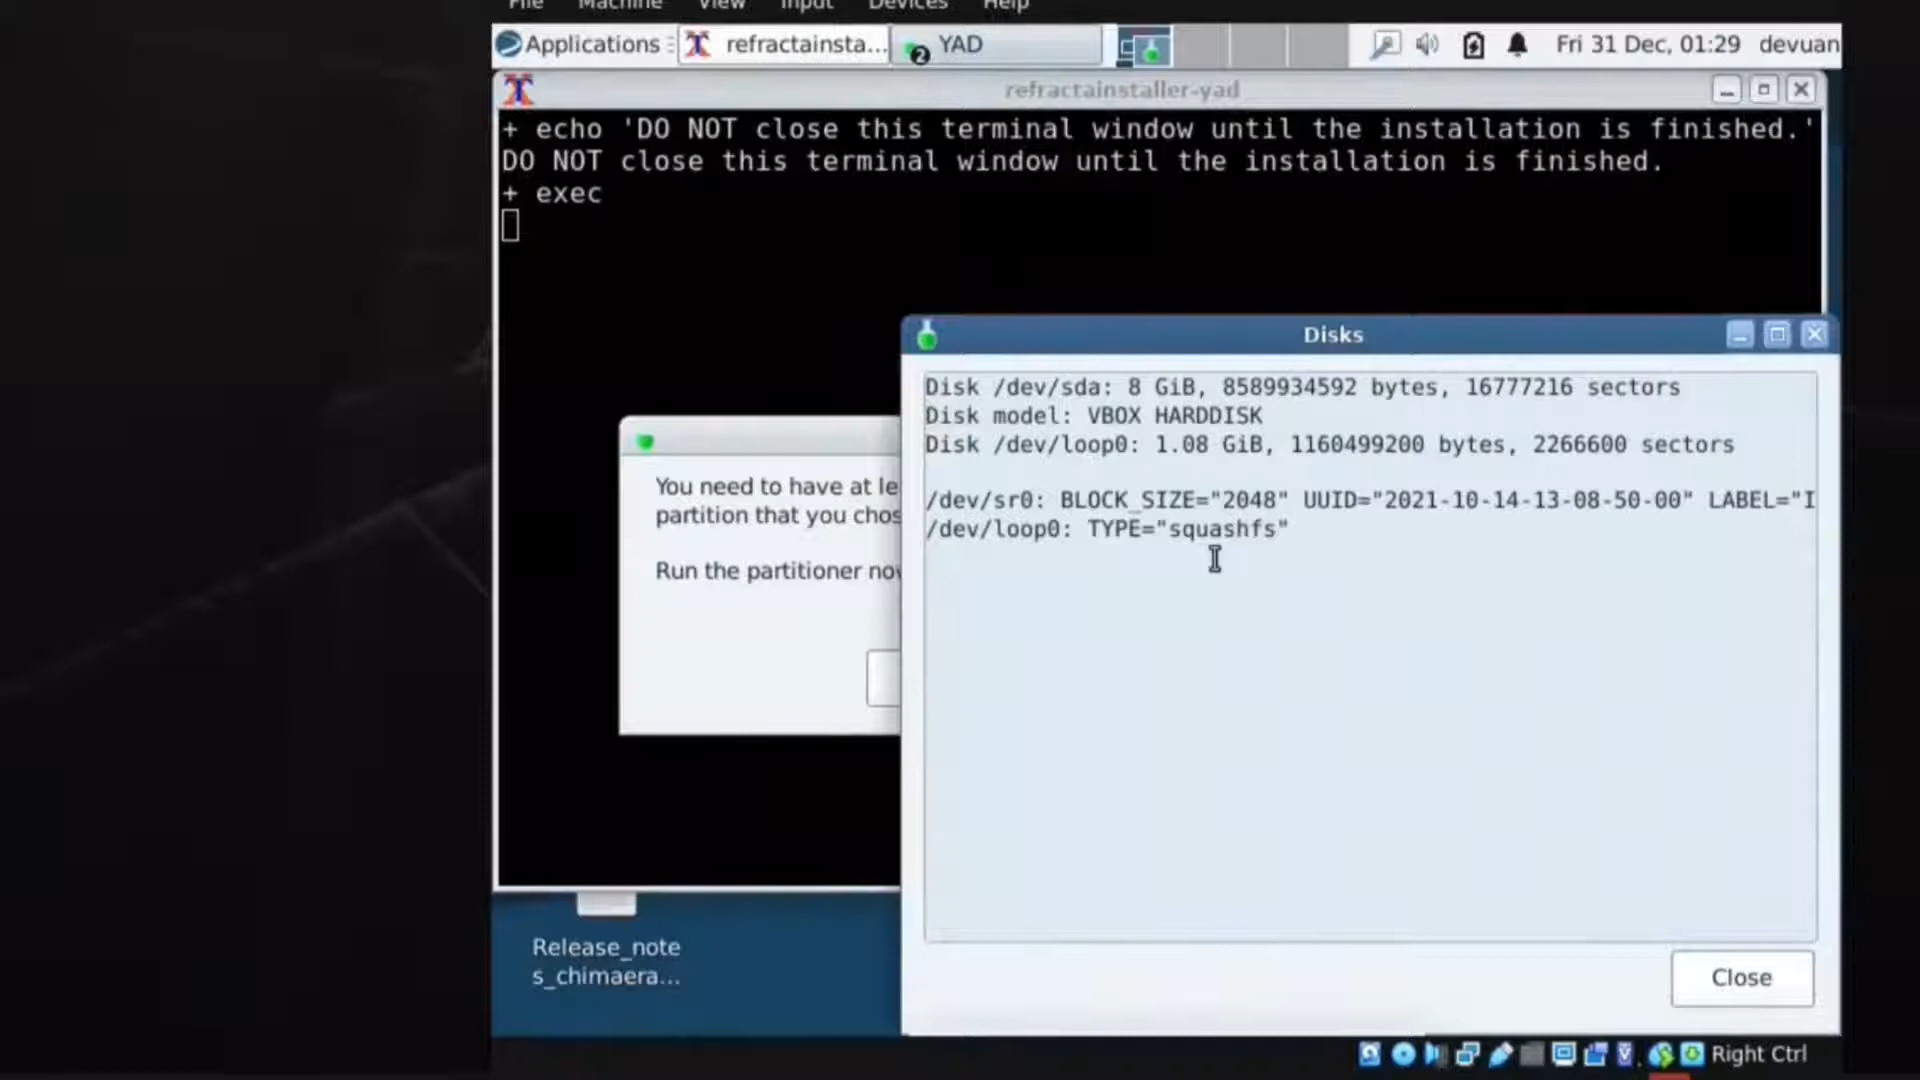 File Machine View Input Devices Help
Applications refractainsta... 2 YAD Fri 31 Dec, 01:29 devuan
refractainstaller-yad
+ echo 'DO NOT close this terminal window until the installation is finished.'
DO NOT close this terminal window until the installation is finished.
+ exec
Disks
Disk /dev/sda: 8 GiB, 8589934592 bytes, 16777216 sectors
Disk model: VBOX HARDDISK
Disk /dev/loop0: 1.08 GiB, 1160499200 bytes, 2266600 sectors
/dev/sr0: BLOCK_SIZE="2048" UUID="2021-10-14-13-08-50-00" LABEL="I
/dev/loop0: TYPE="squashfs"
You need to have at le
partition that you chos
Run the partitioner no
Close
Release_note
s_chimaera...
Right Ctrl